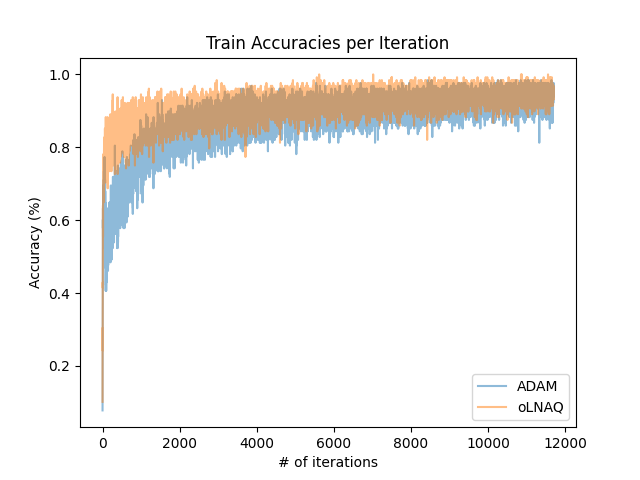 Train Accuracies per Iteration
Accuracy (%)
1.0
0.8
0.6
0.4
0.2
0
2000
4000
6000
8000
10000
12000
# of iterations
ADAM
oLNAQ